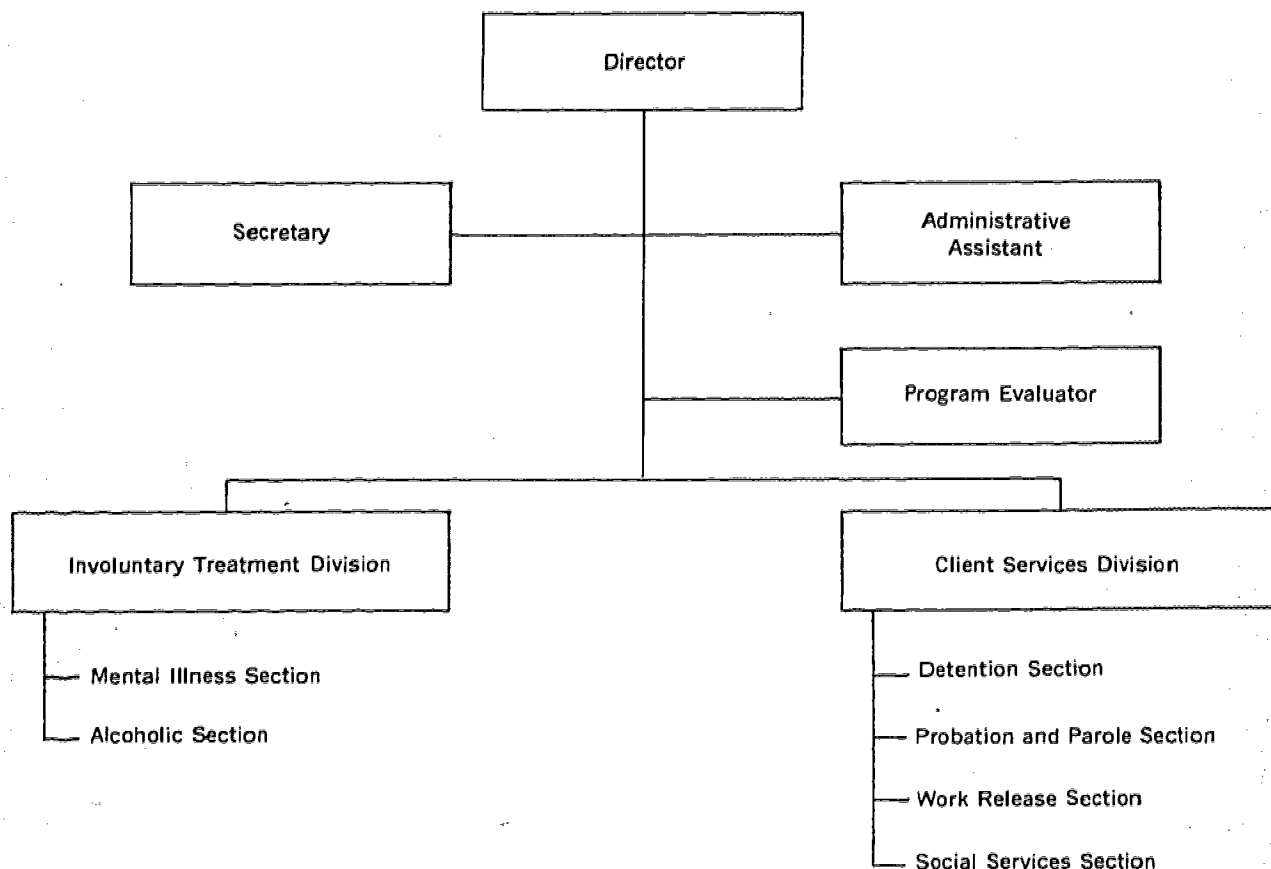 Director
Secretary
Administrative
Assistant
Program Evaluator
Involuntary Treatment Division
Client Services Division
Mental Illness Section
Alcoholic Section
Detention Section
Probation and Parole Section
Work Release Section
Social Services Section